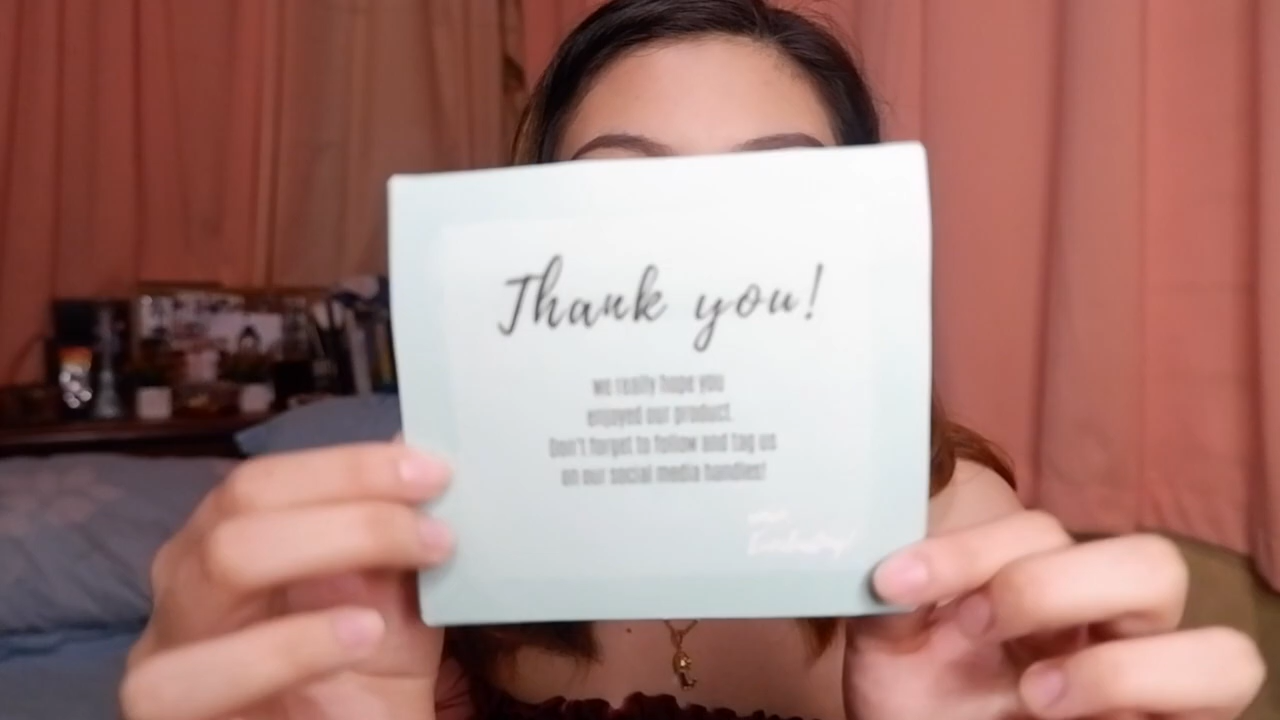 Thank you!
we really hope you
enjoyed our product.
Don't forget to follow and tag us
on our social media handles!